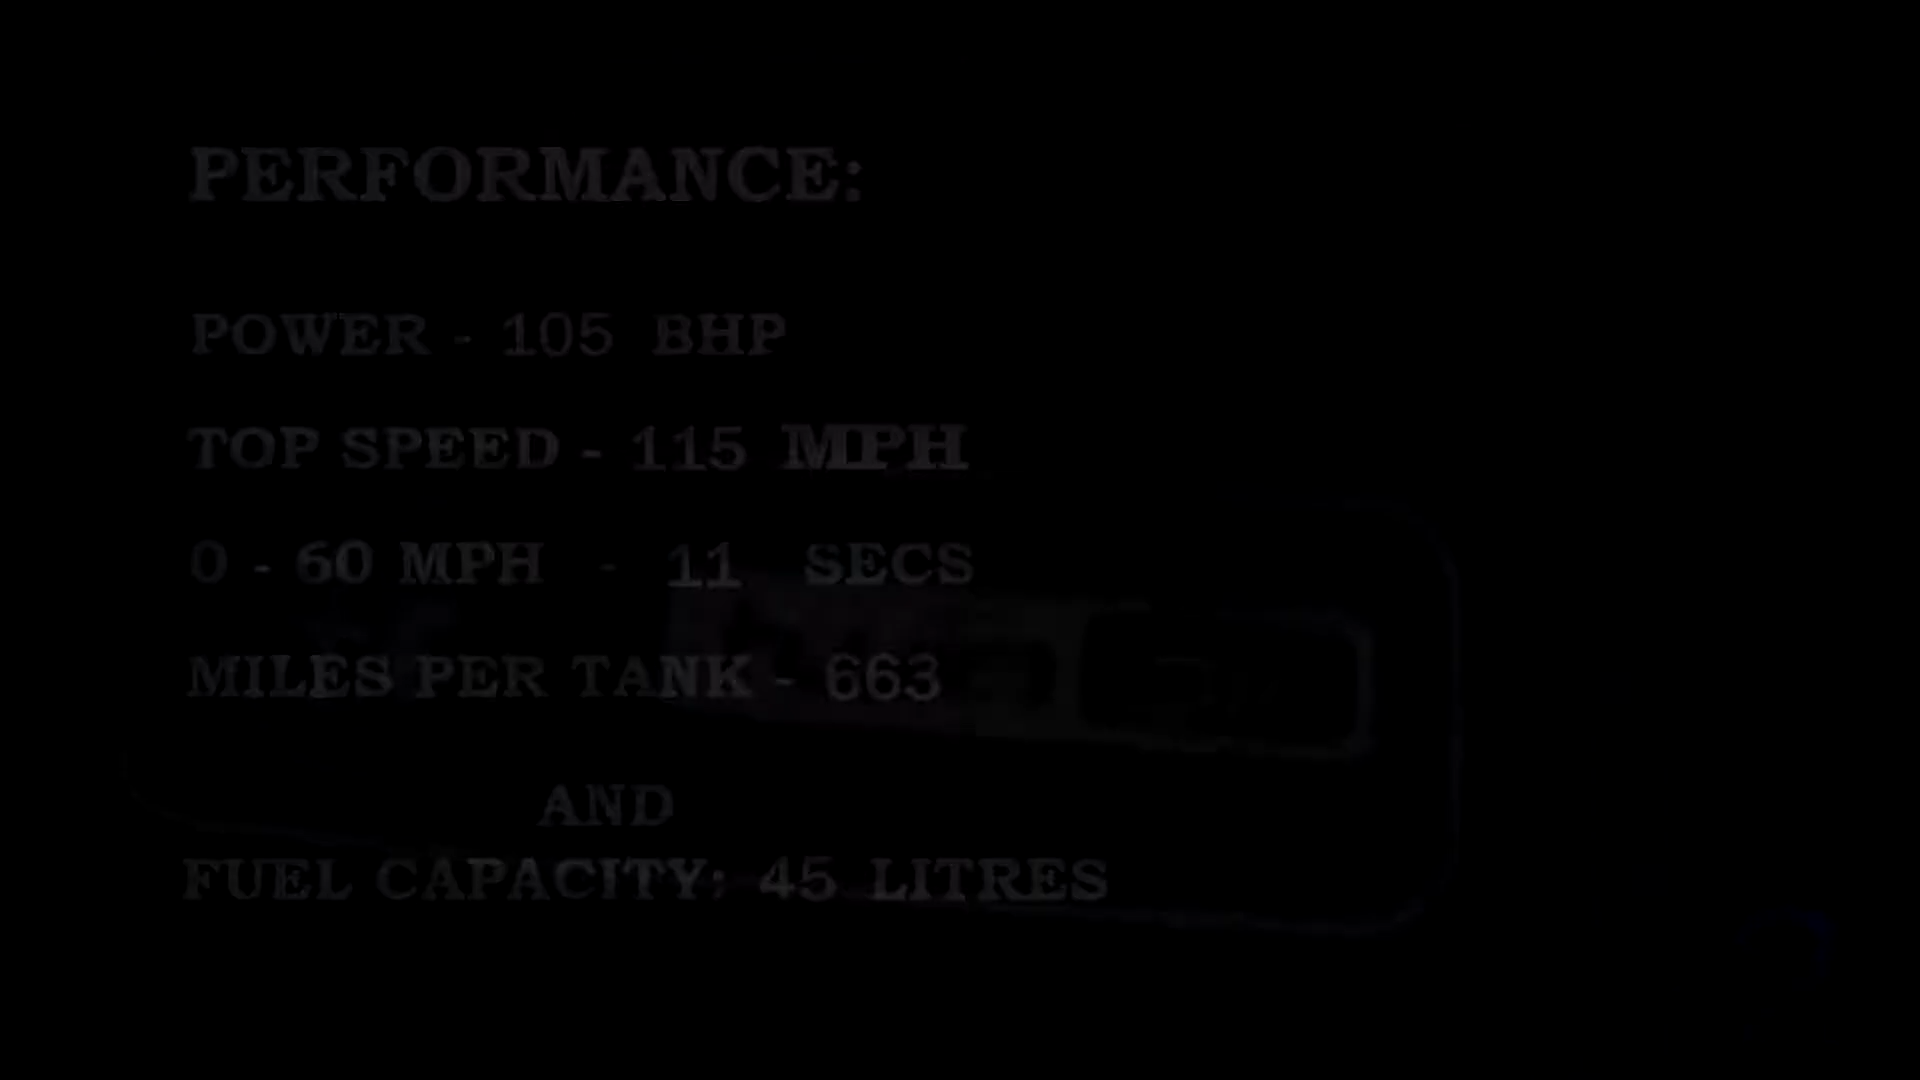 PERFORMANCE:
POWER - 105 BHP
TOP SPEED - 115 MPH
0 - 60 MPH - 11 SECS
MILES PER TANK - 663
AND
FUEL CAPACITY: 45 LITRES